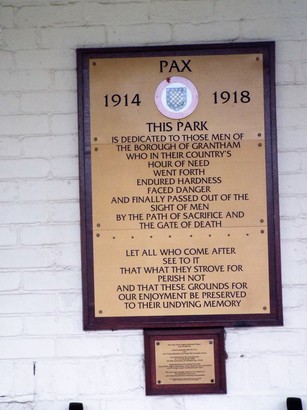 PAX
1914 1918
THIS PARK
IS DEDICATED TO THOSE MEN OF
THE BOROUGH OF GRANTHAM
WHO IN THEIR COUNTRY'S
HOUR OF NEED
WENT FORTH
ENDURED HARDNESS
FACED DANGER
AND FINALLY PASSED OUT OF THE
SIGHT OF MEN
BY THE PATH OF SACRIFICE AND
THE GATE OF DEATH
LET ALL WHO COME AFTER
SEE TO IT
THAT WHAT THEY STROVE FOR
PERISH NOT
AND THAT THESE GROUNDS FOR
OUR ENJOYMENT BE PRESERVED
TO THEIR UNDYING MEMORY